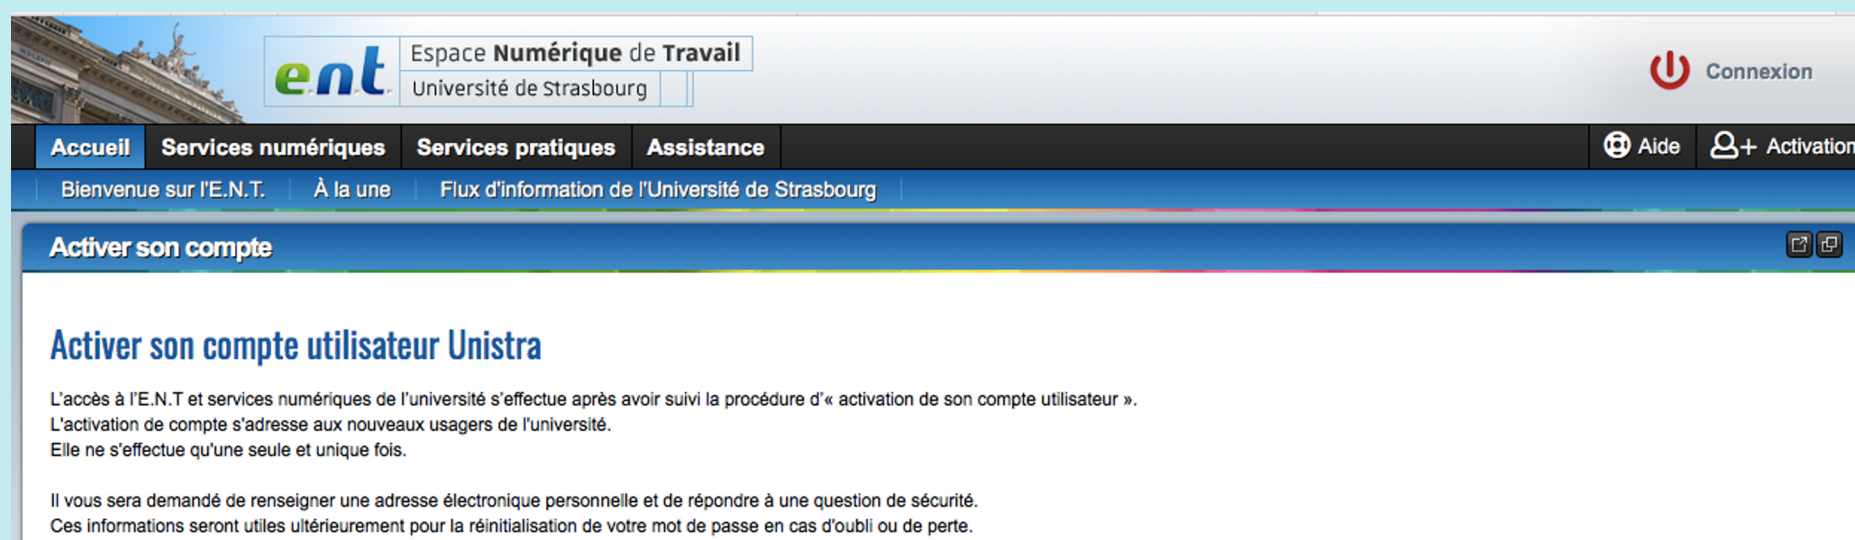 e.n.t.
Espace Numérique de Travail
Université de Strasbourg
Connexion
Accueil Services numériques Services pratiques Assistance Aide Activation
Bienvenue sur l'E.N.T. À la une Flux d'information de l'Université de Strasbourg
Activer son compte
Activer son compte utilisateur Unistra
L'accès à l'E.N.T et services numériques de l'université s'effectue après avoir suivi la procédure d'« activation de son compte utilisateur ».
L'activation de compte s'adresse aux nouveaux usagers de l'université.
Elle ne s'effectue qu'une seule et unique fois.
Il vous sera demandé de renseigner une adresse électronique personnelle et de répondre à une question de sécurité.
Ces informations seront utiles ultérieurement pour la réinitialisation de votre mot de passe en cas d'oubli ou de perte.